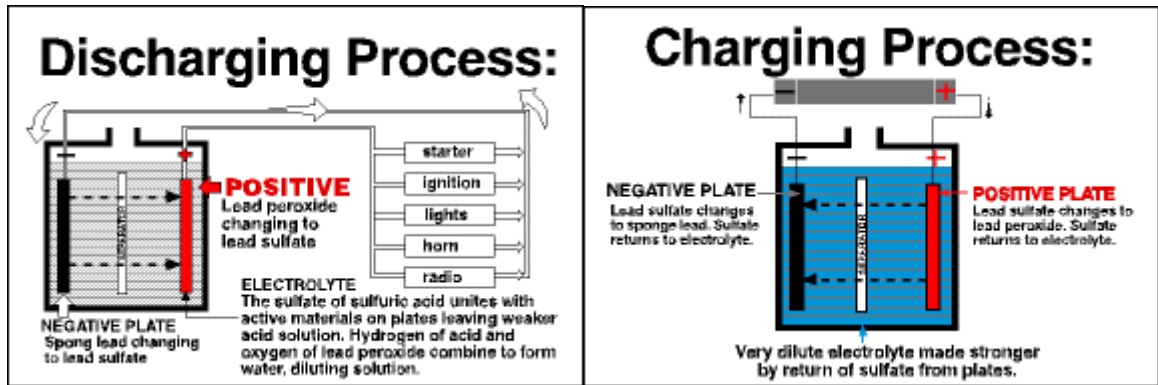 Discharging Process:
− +
starter
ignition
lights
horn
radio
POSITIVE
Lead peroxide
changing to
lead sulfate
SEPARATOR
NEGATIVE PLATE
Spong lead changing
to lead sulfate
ELECTROLYTE
The sulfate of sulfuric acid unites with
active materials on plates leaving weaker
acid solution. Hydrogen of acid and
oxygen of lead peroxide combine to form
water, diluting solution.
Charging Process:
− +
− +
NEGATIVE PLATE
Lead sulfate changes
to sponge lead. Sulfate
returns to electrolyte.
SEPARATOR
POSITIVE PLATE
Lead sulfate changes to
lead peroxide. Sulfate
returns to electrolyte.
Very dilute electrolyte made stronger
by return of sulfate from plates.